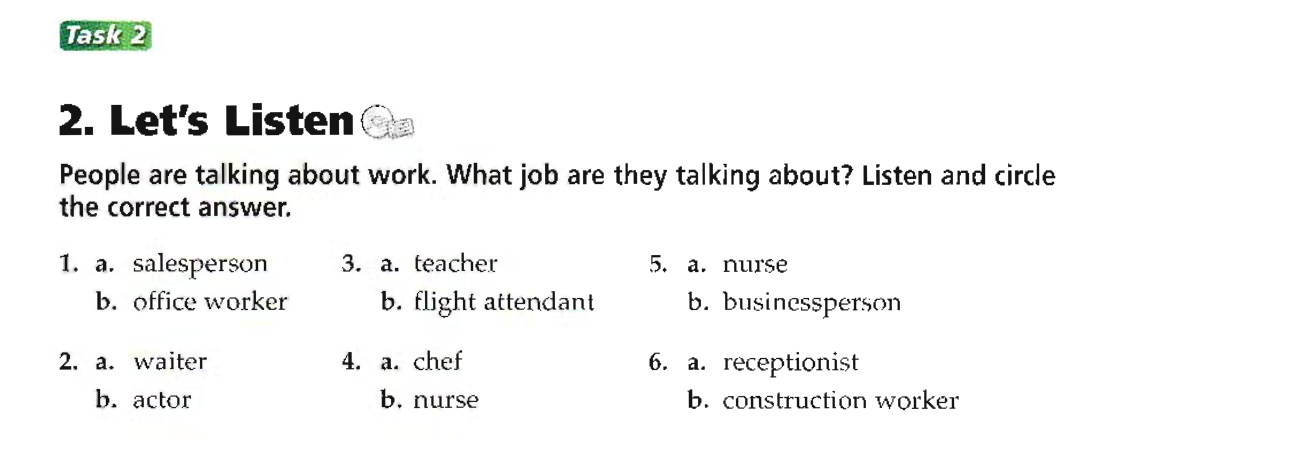 Task 2
2. Let's Listen
People are talking about work. What job are they talking about? Listen and circle
the correct answer.
1. a. salesperson
b. office worker
2. a. waiter
b. actor
3. a. teacher
b. flight attendant
4. a. chef
b. nurse
5. a. nurse
b. businessperson
6. a. receptionist
b. construction worker